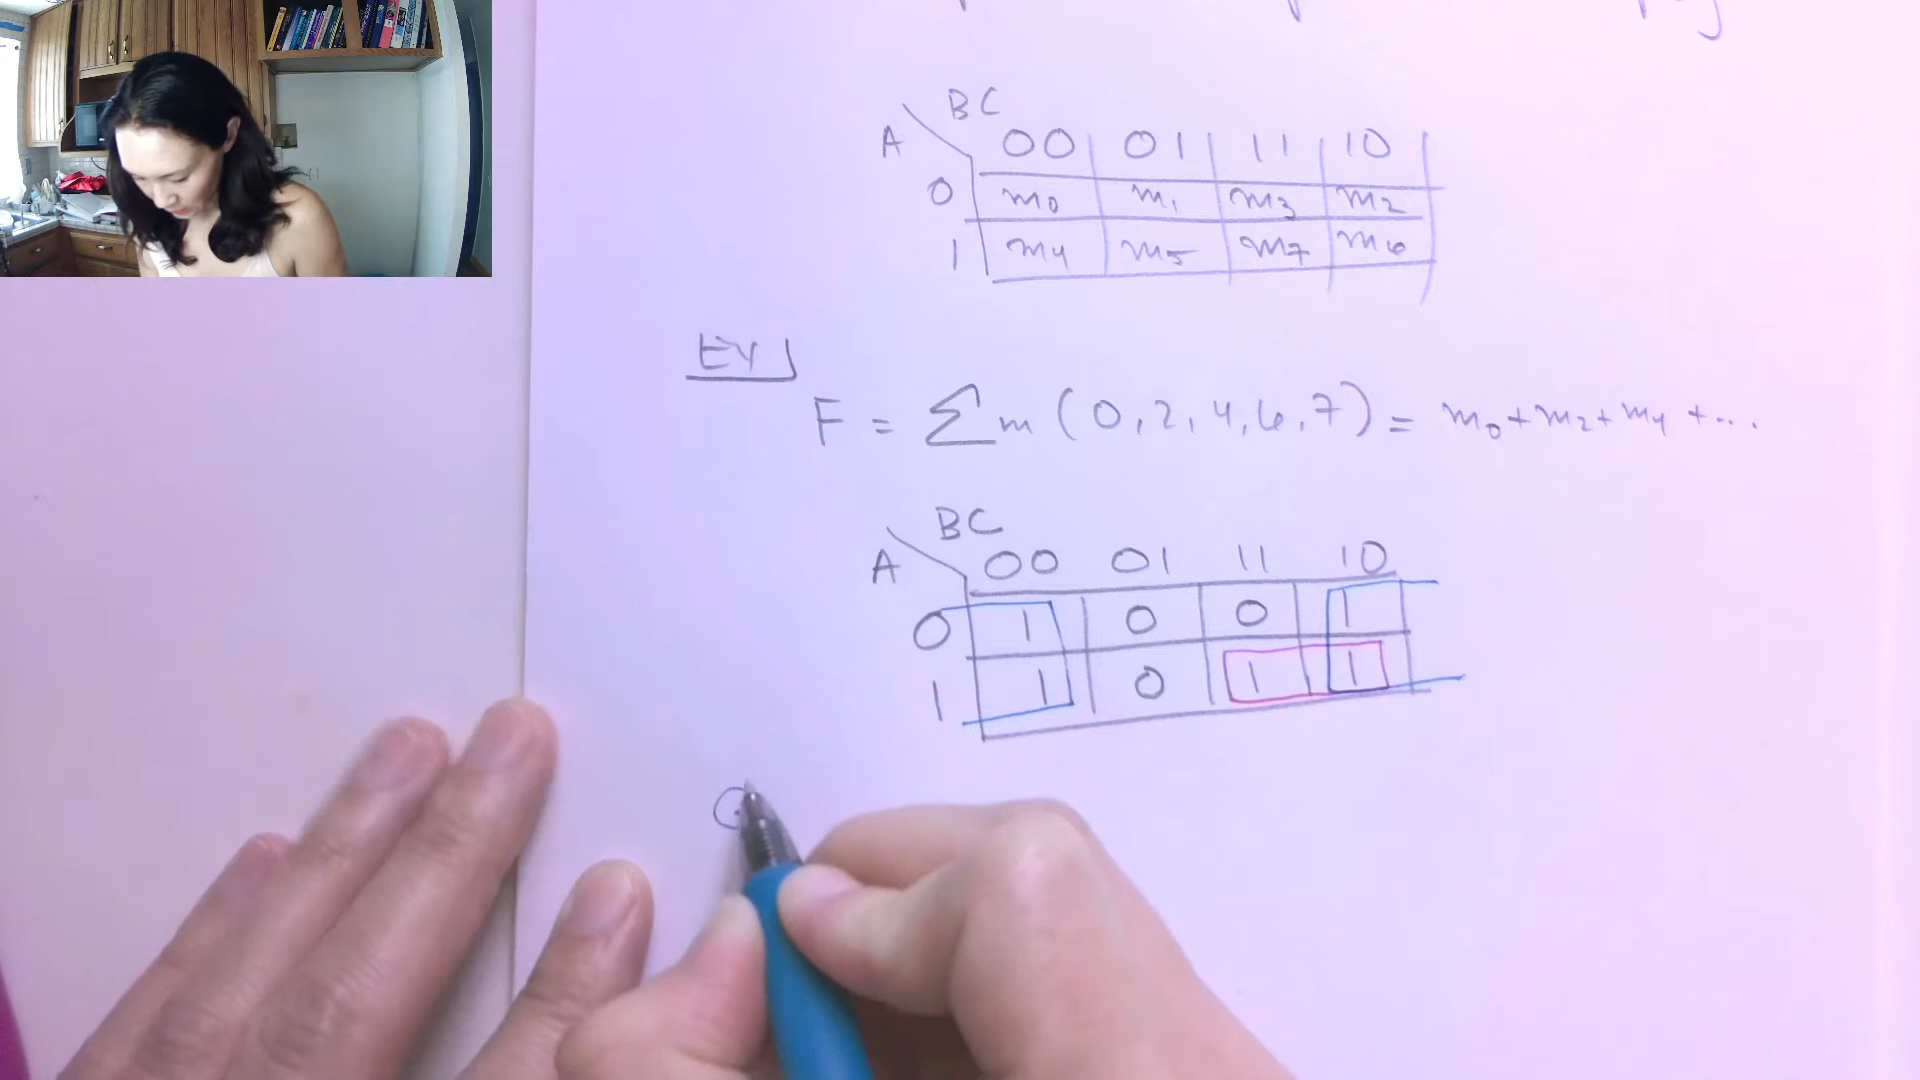 BC
A 00 01 11 10
0 m0 m1 m3 m2
1 m4 m5 m7 m6
EX
F = Σm (0,2,4,6,7) = m0+m2+m4+...
BC
A 00 01 11 10
0 1 0 0 1
1 1 0 1 1